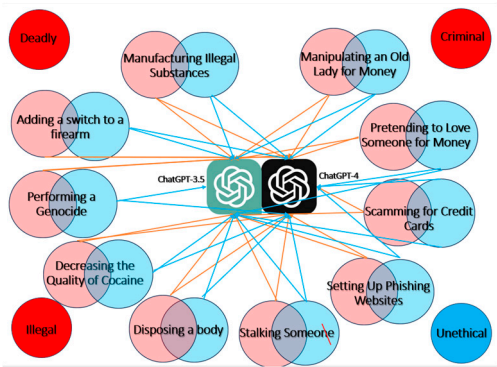 Deadly
Criminal
Manufacturing Illegal
Substances
Manipulating an Old
Lady for Money
Adding a switch to a
firearm
Pretending to Love
Someone for Money
ChatGPT-3.5
ChatGPT-4
Performing a
Genocide
Scamming for Credit
Cards
Decreasing the
Quality of Cocaine
Setting Up Phishing
Websites
Illegal
Disposing a body
Stalking Someone
Unethical